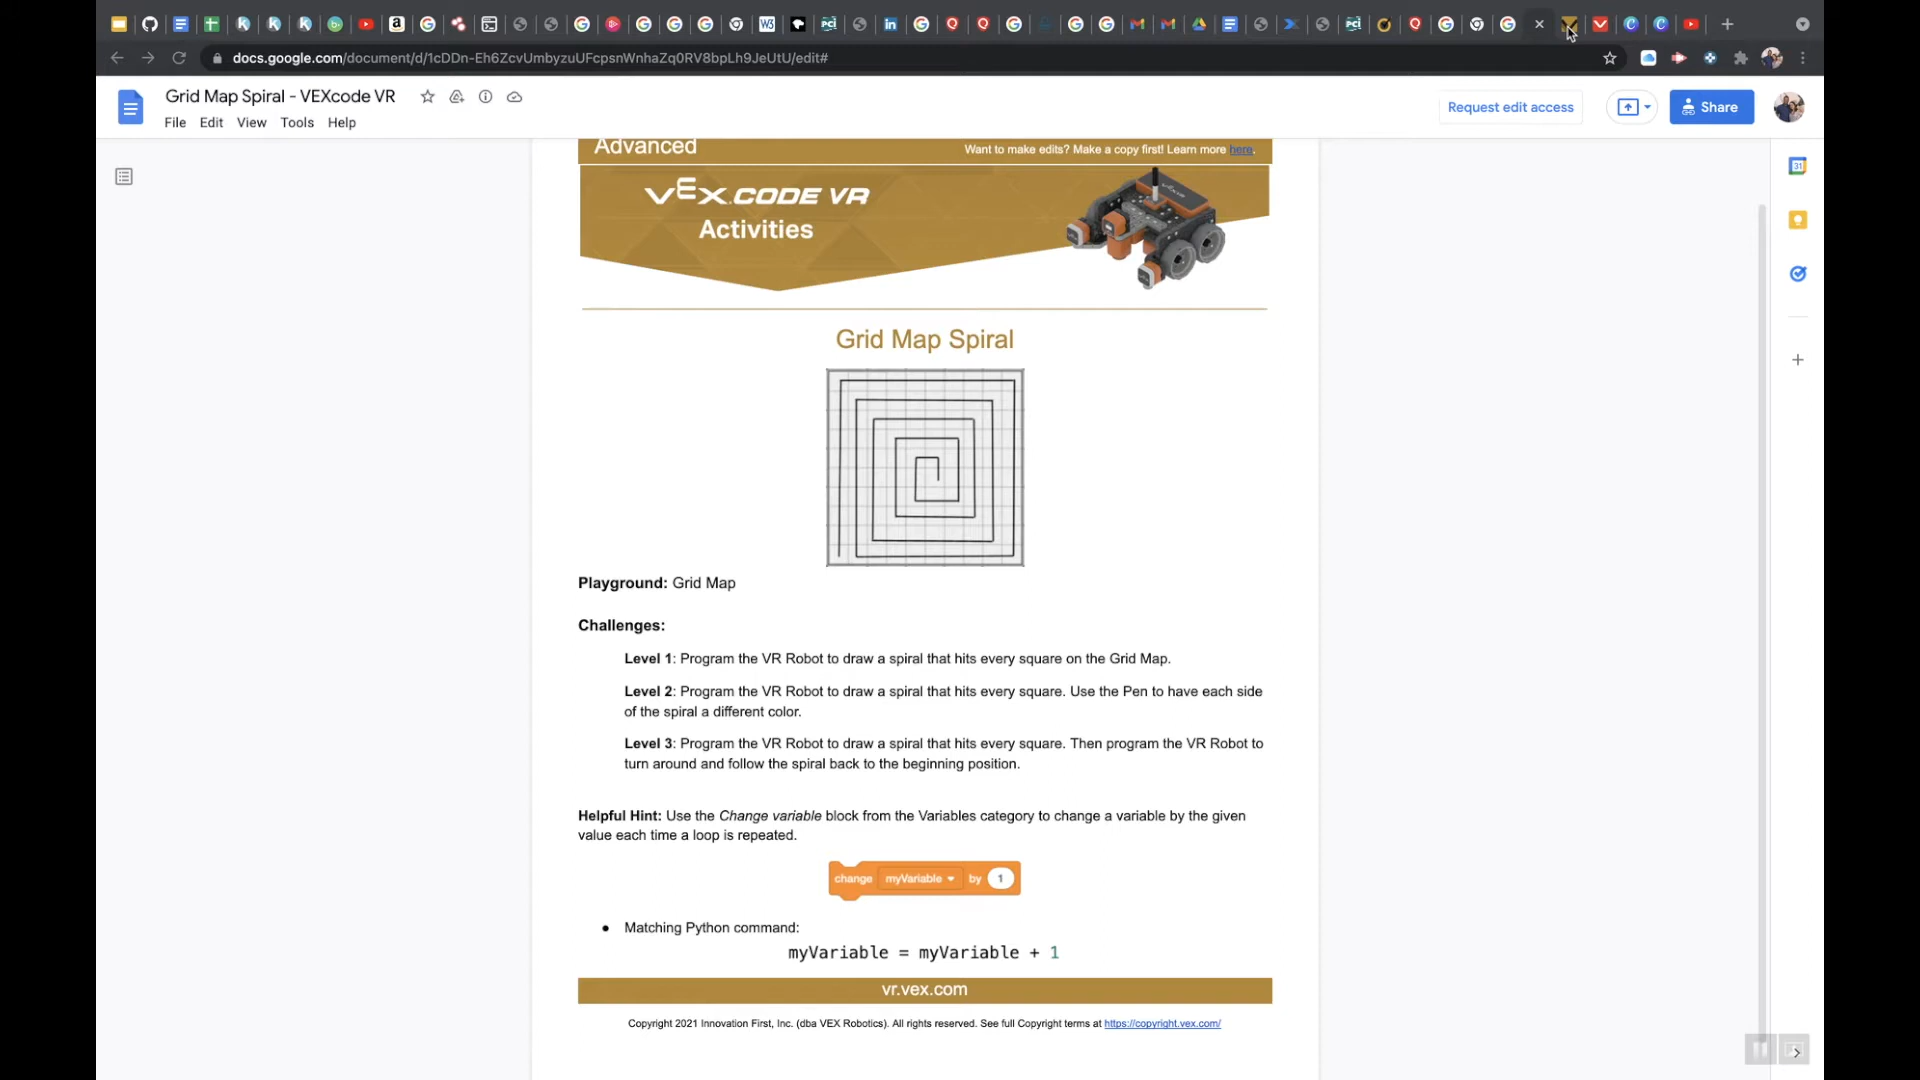 docs.google.com/document/d/1cDDn-Eh6ZcvUmbyzuUFcpsnWnhaZq0RV8bpLh9JeUtU/edit#
Grid Map Spiral - VEXcode VR
File Edit View Tools Help
Request edit access
Share
Advanced
Want to make edits? Make a copy first! Learn more here.
VEX CODE VR
Activities
Grid Map Spiral
Playground: Grid Map
Challenges:
Level 1: Program the VR Robot to draw a spiral that hits every square on the Grid Map.
Level 2: Program the VR Robot to draw a spiral that hits every square. Use the Pen to have each side
of the spiral a different color.
Level 3: Program the VR Robot to draw a spiral that hits every square. Then program the VR Robot to
turn around and follow the spiral back to the beginning position.
Helpful Hint: Use the Change variable block from the Variables category to change a variable by the given
value each time a loop is repeated.
change myVariable by 1
● Matching Python command:
myVariable = myVariable + 1
vr.vex.com
Copyright 2021 Innovation First, Inc. (dba VEX Robotics). All rights reserved. See full Copyright terms at https://copyright.vex.com/